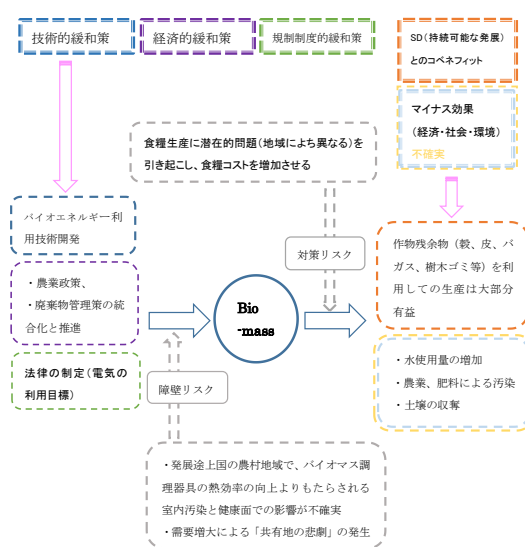 技術的緩和策
経済的緩和策
規制制度的緩和策
SD（持続可能な発展）
とのコベネフィット
マイナス効果
（経済・社会・環境）
不確実
食糧生産に潜在的問題（地域によち異なる）を
引き起こし、食糧コストを増加させる
バイオエネルギー利
用技術開発
・農業政策、
・廃棄物管理策の統
合化と推進
法律の制定（電気の
利用目標）
Bio
-mass
対策リスク
障壁リスク
作物残余物（穀、皮、バ
ガス、樹木ゴミ等）を利
用しての生産は大部分
有益
・水使用量の増加
・農業、肥料による汚染
・土壌の収奪
・発展途上国の農村地域で、バイオマス調
理器具の熱効率の向上よりもたらされる
室内汚染と健康面での影響が不確実
・需要増大による「共有地の悲劇」の発生